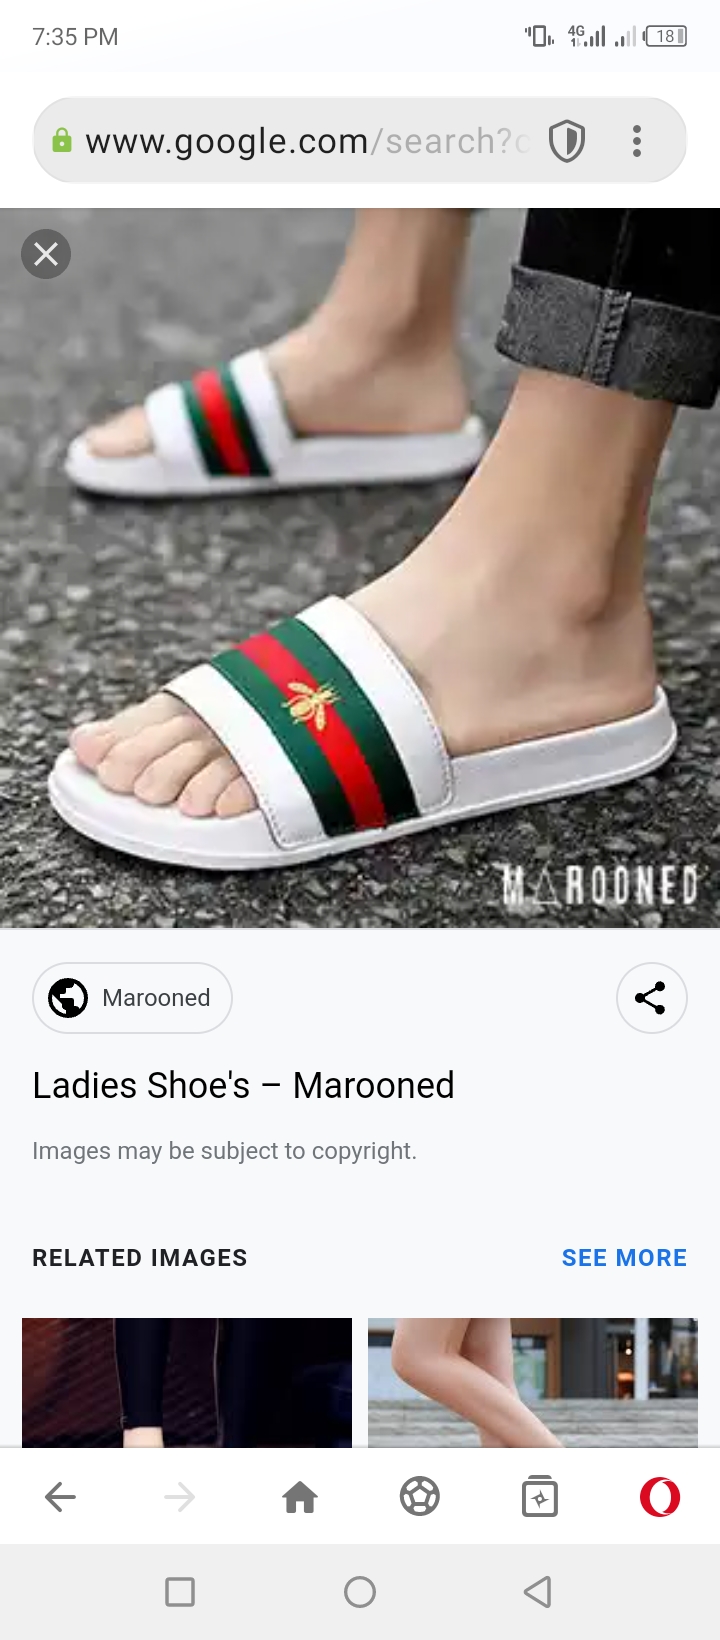 7:35 PM
4G
18
www.google.com/search?
MAROONED
Marooned
Ladies Shoe's – Marooned
Images may be subject to copyright.
RELATED IMAGES
SEE MORE